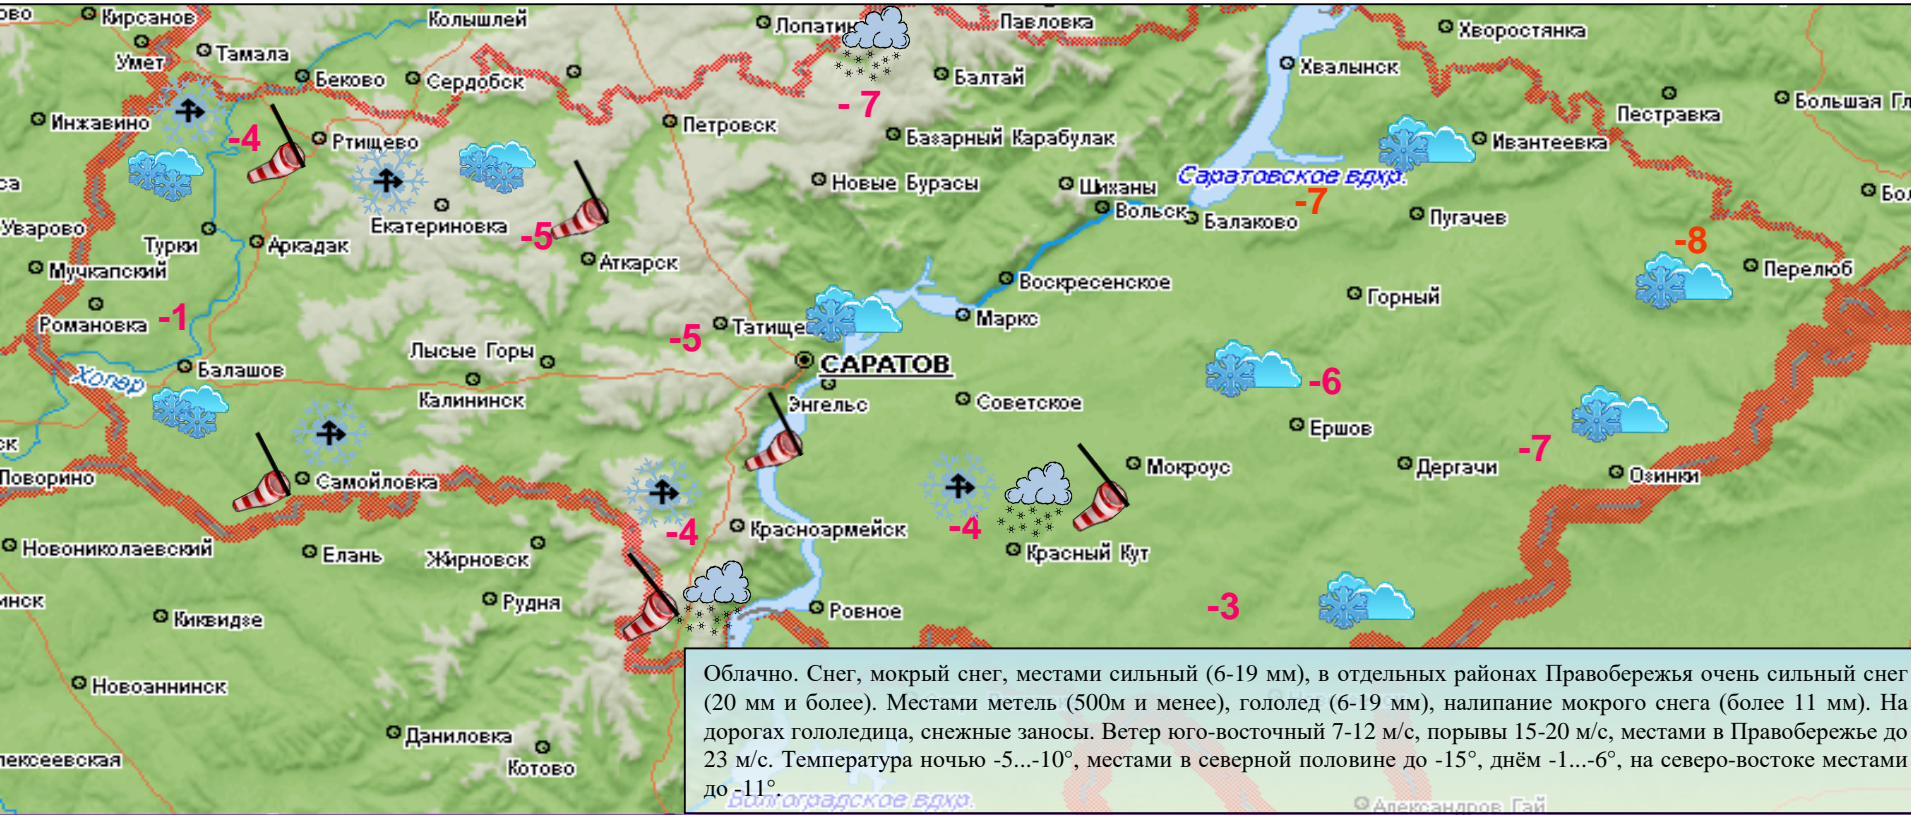 Кирсанов
Колышлей
Лопатин
Павловка
Хворостянка
Умет
Тамала
Беково
Сердобск
Балтай
Хвалынск
Пестравка
Большая Гл
Инжавино
-4
Ртищево
Петровск
- 7
Базарный Карабулак
Ивантеевка
Новые Бурасы
Шиханы
Саратовское вдхр.
-7
Уварово
Турки
Аркадак
Екатериновка
-5
Аткарск
Вольск
Балаково
Пугачев
-8
Перелюб
Мучкапский
Воскресенское
Горный
Романовка
-1
-5
Татище
Маркс
Лысые Горы
САРАТОВ
Хопер
Балашов
Калининск
Энгельс
Советское
-6
Ершов
-7
Поворино
Самойловка
Мокроус
Дергачи
Озинки
-4
Красноармейск
-4
Красный Кут
Новониколаевский
Елань
Жирновск
Рудня
Ровное
-3
Киквидзе
Новоаннинск
Даниловка
Котово
лексеевская
Облачно. Снег, мокрый снег, местами сильный (6-19 мм), в отдельных районах Правобережья очень сильный снег
(20 мм и более). Местами метель (500м и менее), гололед (6-19 мм), налипание мокрого снега (более 11 мм). На
дорогах гололедица, снежные заносы. Ветер юго-восточный 7-12 м/с, порывы 15-20 м/с, местами в Правобережье до
23 м/с. Температура ночью -5...-10°, местами в северной половине до -15°, днём -1...-6°, на северо-востоке местами
до -11°.
Волгоградское вдхр.
Александров Гай